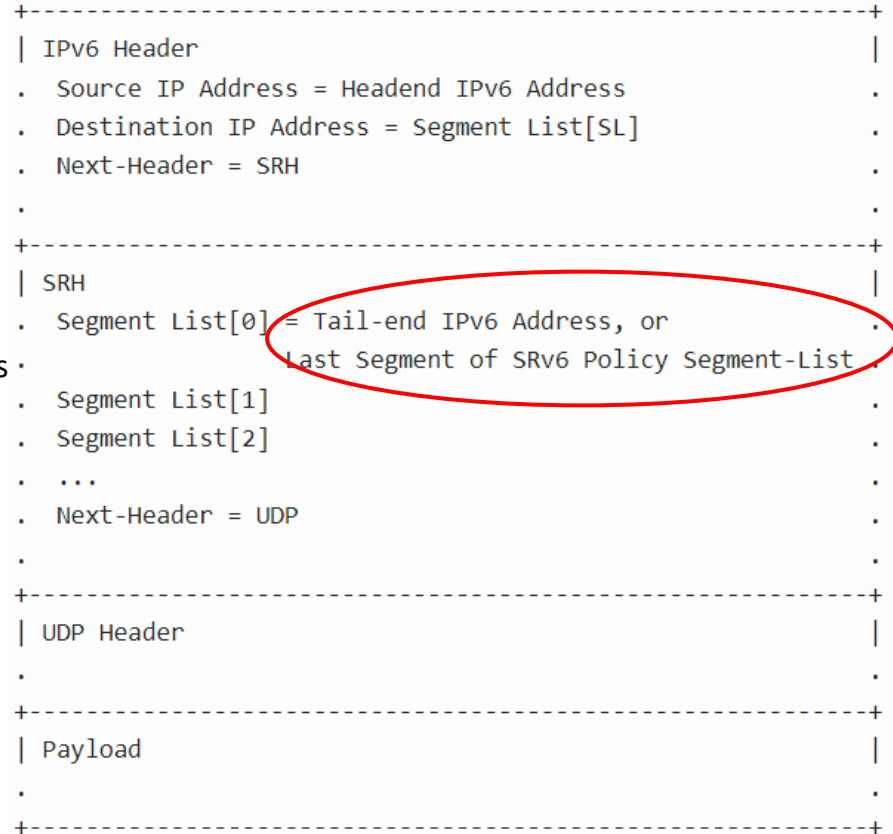 +-----------------------------------------------------------+
| IPv6 Header |
. Source IP Address = Headend IPv6 Address .
. Destination IP Address = Segment List[SL] .
. Next-Header = SRH .
. .
+-----------------------------------------------------------+
| SRH |
. Segment List[0] = Tail-end IPv6 Address, or .
s . Last Segment of SRv6 Policy Segment-List .
. Segment List[1] .
. Segment List[2] .
. ... .
. Next-Header = UDP .
. .
+-----------------------------------------------------------+
| UDP Header |
. .
+-----------------------------------------------------------+
| Payload |
. .
+-----------------------------------------------------------+